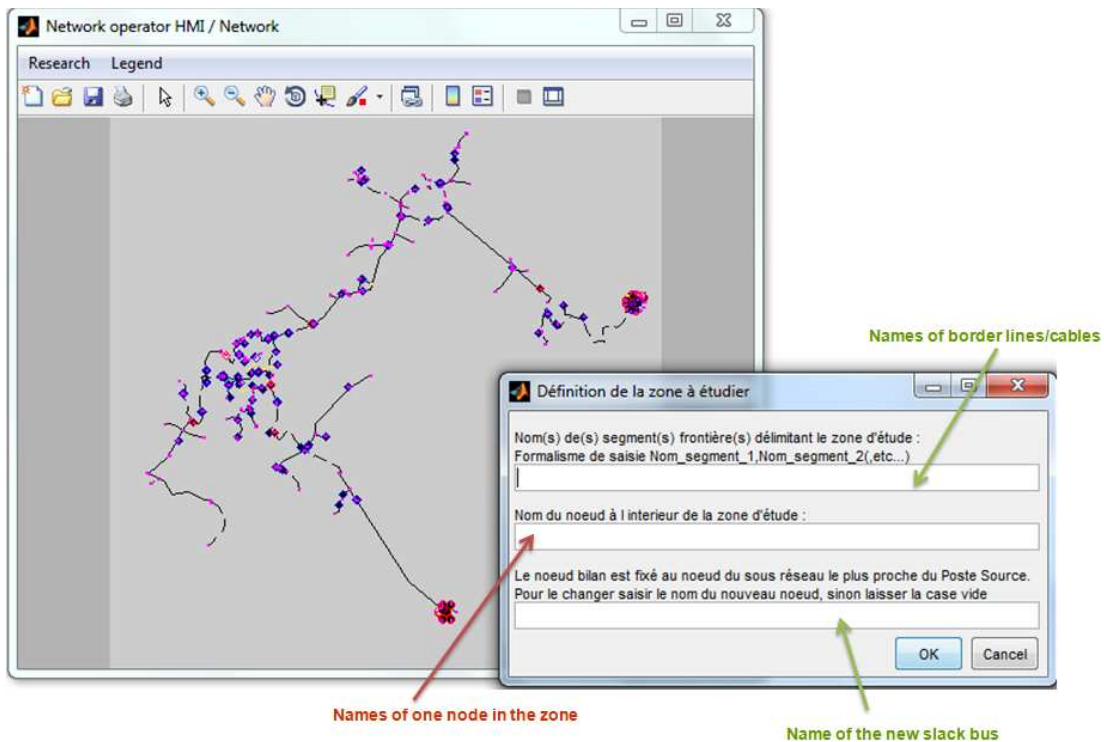 Network operator HMI / Network
Research Legend
Names of border lines/cables
Définition de la zone à étudier
Nom(s) de(s) segment(s) frontière(s) délimitant le zone d'étude :
Formalisme de saisie Nom_segment_1,Nom_segment_2(,etc...)
Nom du noeud à l interieur de la zone d'étude :
Le noeud bilan est fixé au noeud du sous réseau le plus proche du Poste Source.
Pour le changer saisir le nom du nouveau noeud, sinon laisser la case vide
OK Cancel
Names of one node in the zone
Name of the new slack bus